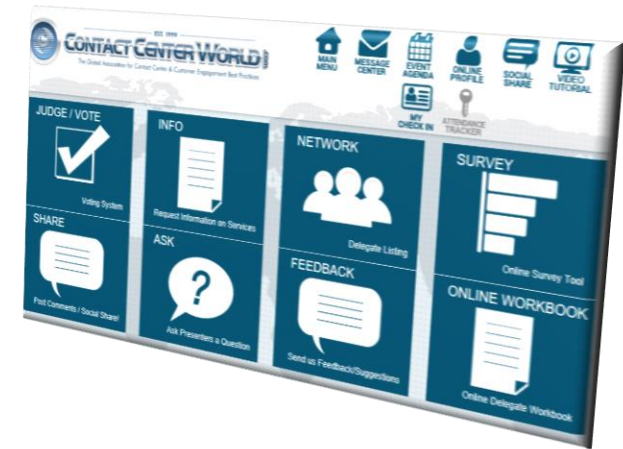 EST. 1999
CONTACT CENTER WORLD
The Global Association for Contact Center & Customer Engagement Best Practices
MAIN MENU
MESSAGE CENTER
EVENT AGENDA
ONLINE PROFILE
SOCIAL SHARE
VIDEO TUTORIAL
MY CHECK IN
ATTENDANCE TRACKER
JUDGE / VOTE
Voting System
INFO
Request Information on Services
NETWORK
Delegate Listing
SURVEY
Online Survey Tool
SHARE
Post Comments / Social Share!
ASK
?
Ask Presenters a Question
FEEDBACK
Send us Feedback/Suggestions
ONLINE WORKBOOK
Online Delegate Workbook